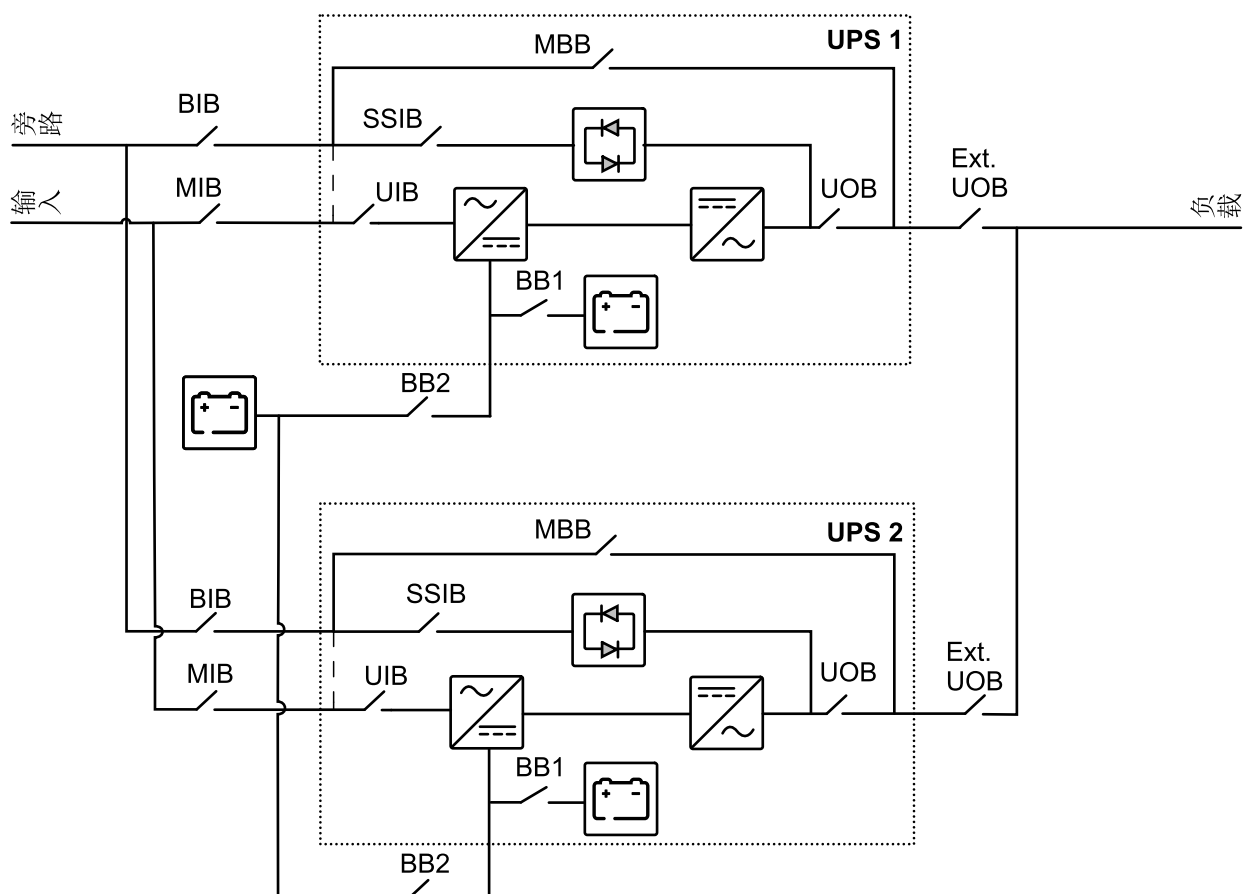 UPS 1
MBB
旁路
BIB
SSIB
Ext.
UOB
输入
MIB
UIB
UOB
负载
BB1
+ -
BB2
+ -
UPS 2
MBB
BIB
SSIB
Ext.
UOB
MIB
UIB
UOB
BB1
+ -
BB2